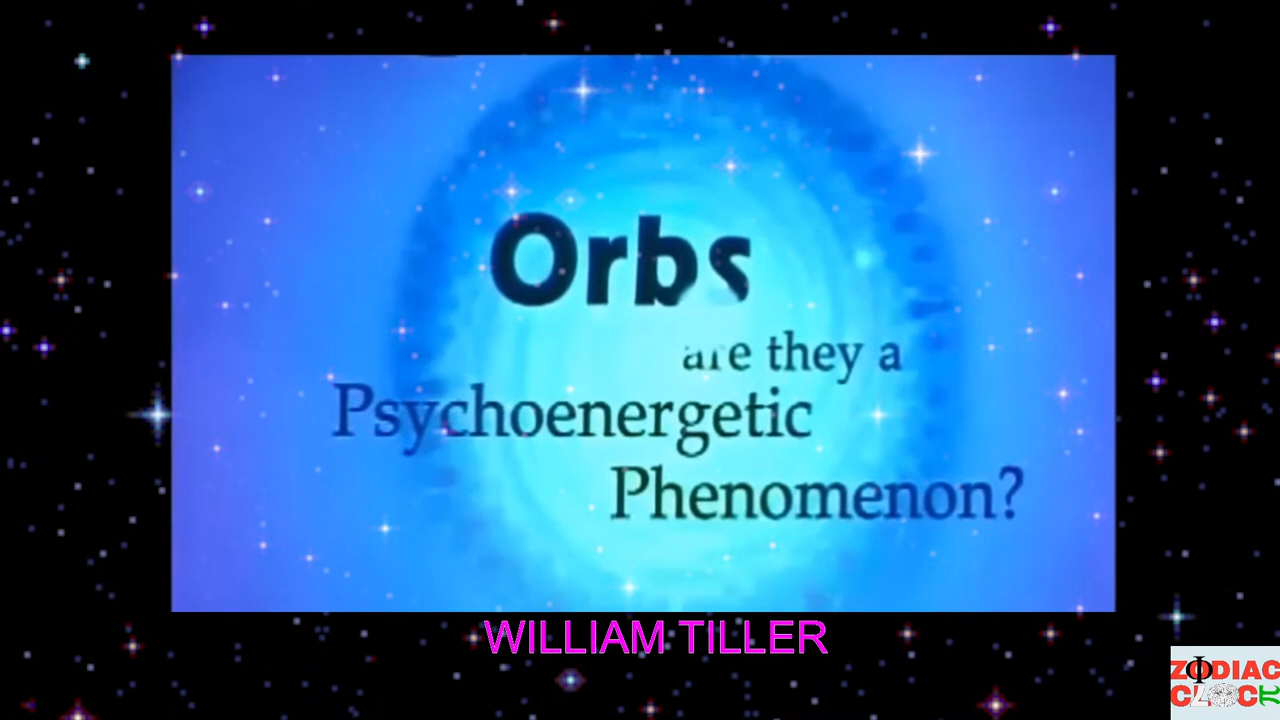 Orbs
are they a
Psychoenergetic
Phenomenon?
WILLIAM TILLER
ZODIAC
CLOCK